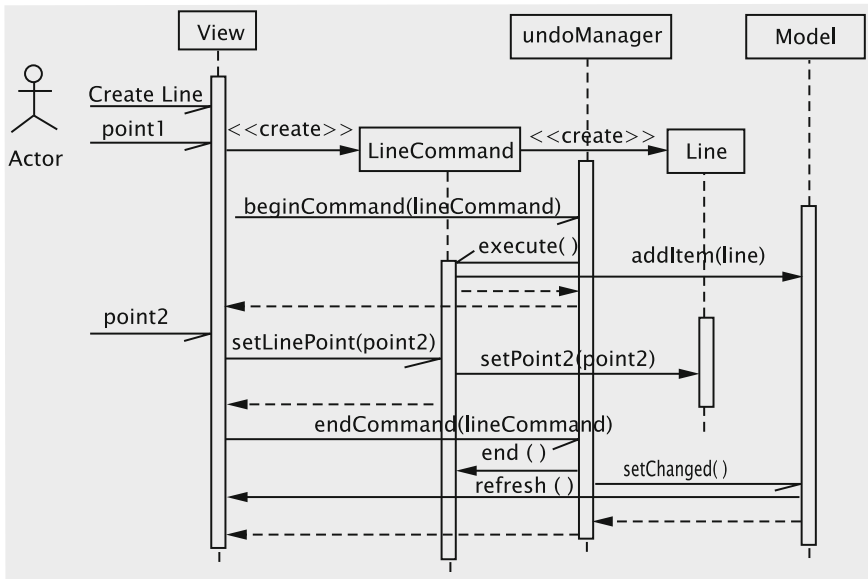 View
undoManager
Model
Create Line
point1
Actor
<<create>>
LineCommand
<<create>>
Line
beginCommand(lineCommand)
execute( )
addItem(line)
point2
setLinePoint(point2)
setPoint2(point2)
endCommand(lineCommand)
end ( )
setChanged( )
refresh ( )